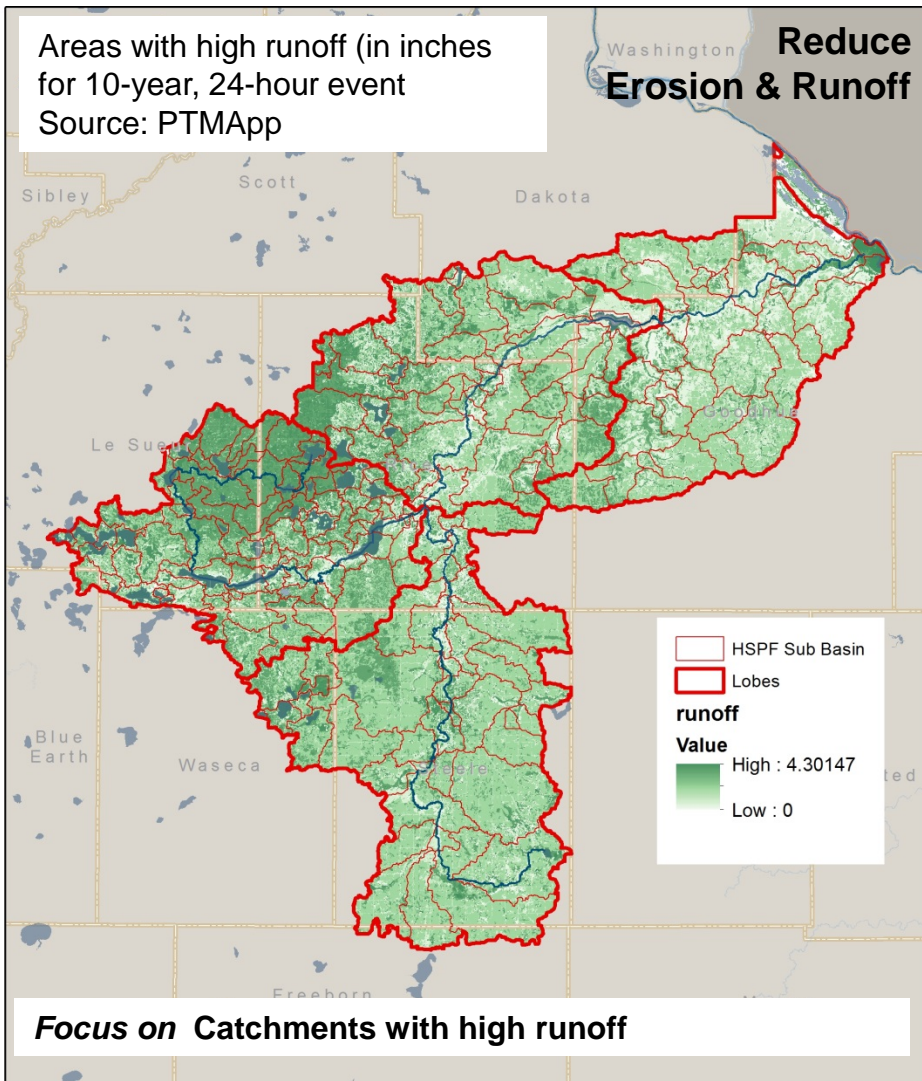 Areas with high runoff (in inches
for 10-year, 24-hour event
Source: PTMApp
Reduce
Erosion & Runoff
Washington
Scott
Sibley
Dakota
Goodhue
Le Sueur
Rice
HSPF Sub Basin
Lobes
runoff
Value
High : 4.30147
Low : 0
Blue
Earth
Waseca
Steele
Freeborn
Focus on Catchments with high runoff